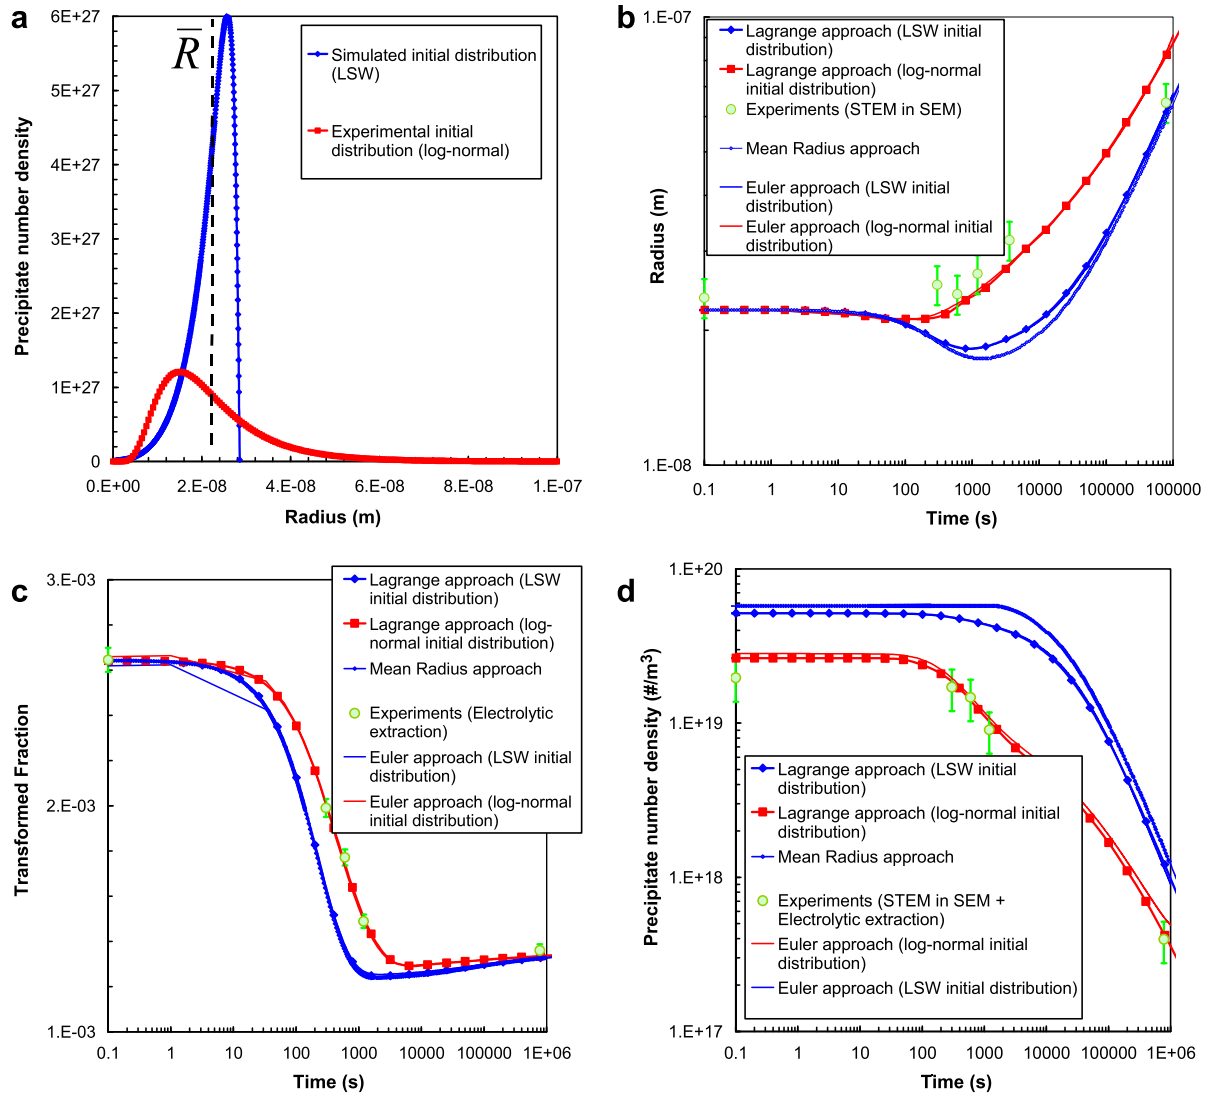 a
6E+27
5E+27
4E+27
3E+27
2E+27
1E+27
0
Precipitate number density
R̅
Simulated initial distribution
(LSW)
Experimental initial
distribution (log-normal)
0.E+00
2.E-08
4.E-08
6.E-08
8.E-08
1.E-07
Radius (m)
b
1.E-07
1.E-08
Radius (m)
Lagrange approach (LSW initial
distribution)
Lagrange approach (log-normal
initial distribution)
Experiments (STEM in SEM)
Mean Radius approach
Euler approach (LSW initial
distribution)
Euler approach (log-normal initial
distribution)
0.1
1
10
100
1000
10000
100000
100000
Time (s)
c
3.E-03
2.E-03
1.E-03
Transformed Fraction
Lagrange approach (LSW
initial distribution)
Lagrange approach (log-
normal initial distribution)
Mean Radius approach
Experiments (Electrolytic
extraction)
Euler approach (LSW initial
distribution)
Euler approach (log-normal
initial distribution)
0.1
1
10
100
1000
10000
100000
1E+06
Time (s)
d
1.E+20
1.E+19
1.E+18
1.E+17
Precipitate number density (#/m³)
Lagrange approach (LSW initial
distribution)
Lagrange approach (log-normal initial
distribution)
Mean Radius approach
Experiments (STEM in SEM +
Electrolytic extraction)
Euler approach (log-normal initial
distribution)
Euler approach (LSW initial distribution)
0.1
1
10
100
1000
10000
100000
1E+06
Time (s)